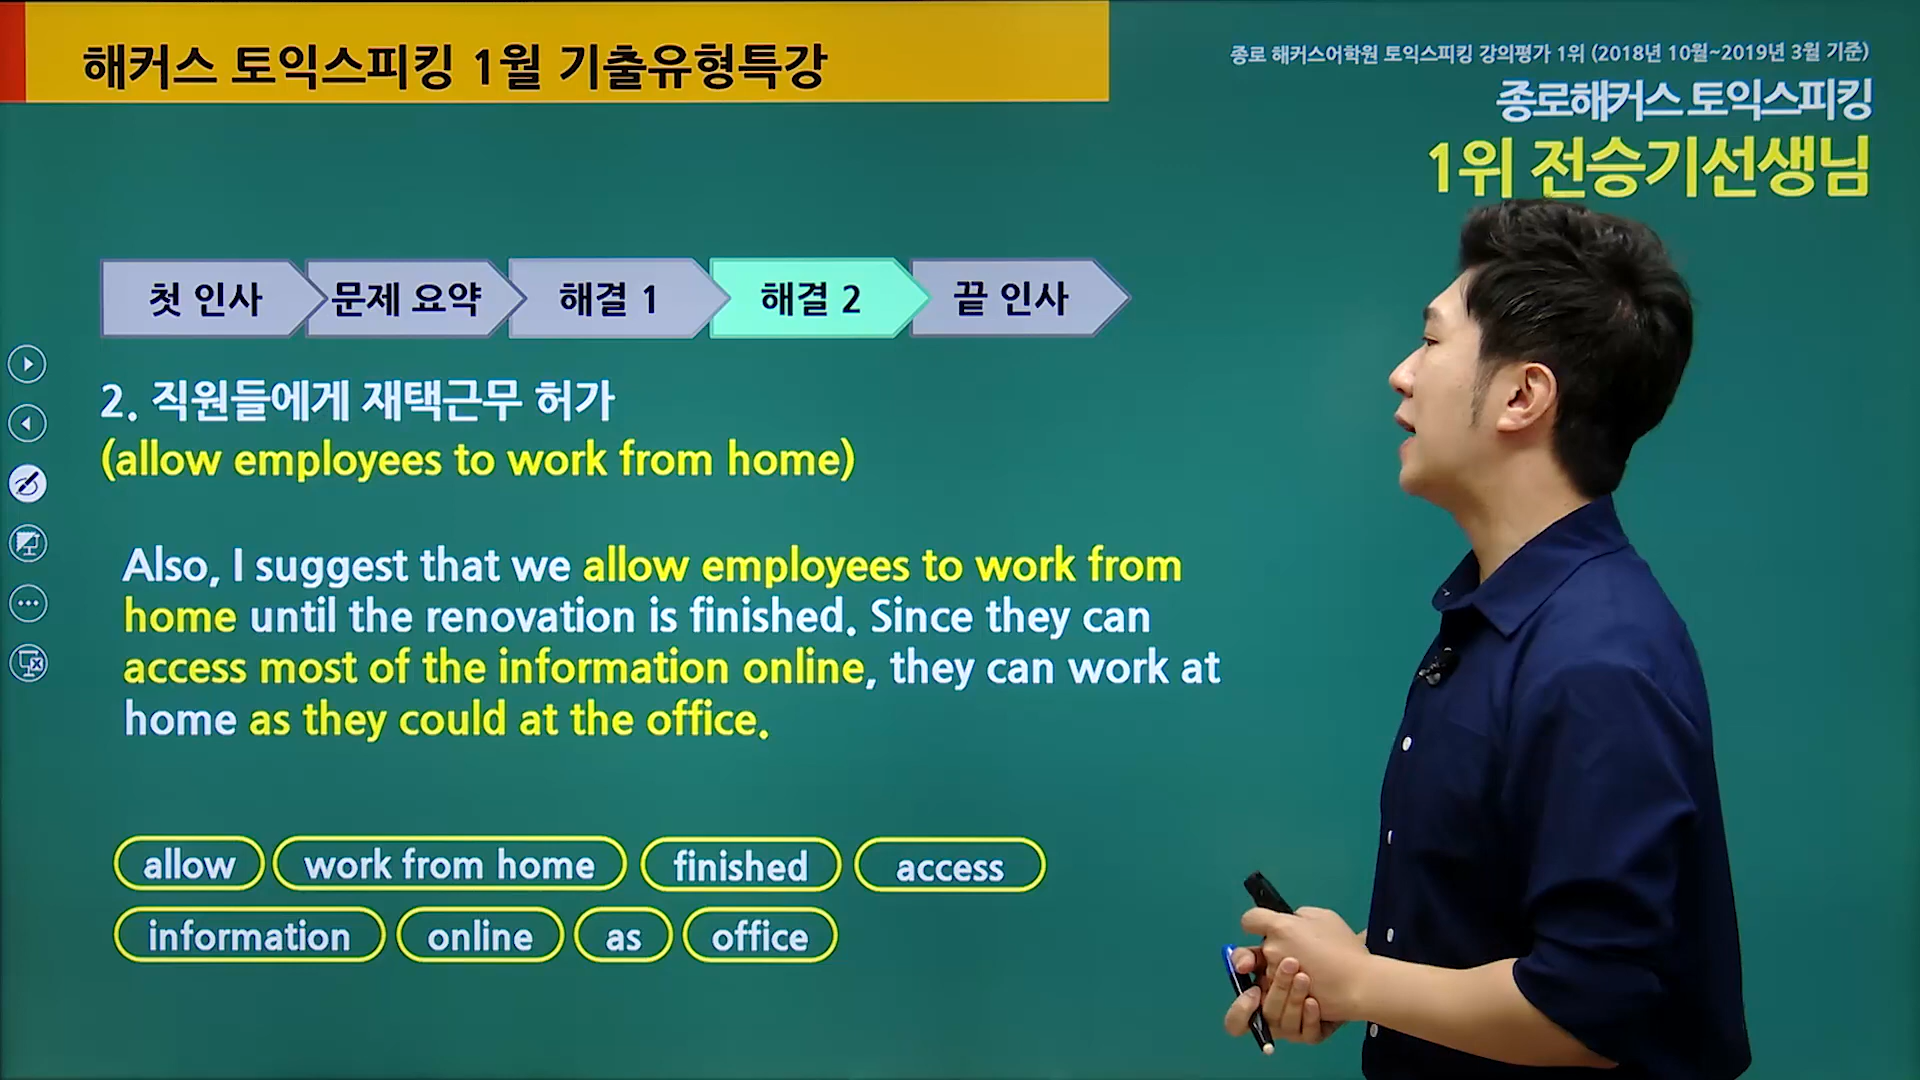 해커스 토익스피킹 1월 기출유형특강
종로 해커스어학원 토익스피킹 강의평가 1위 (2018년 10월~2019년 3월 기준)
종로해커스 토익스피킹
1위 전승기선생님
첫 인사
문제 요약
해결 1
해결 2
끝 인사
2. 직원들에게 재택근무 허가
(allow employees to work from home)
Also, I suggest that we allow employees to work from
home until the renovation is finished. Since they can
access most of the information online, they can work at
home as they could at the office.
allow
work from home
finished
access
information
online
as
office